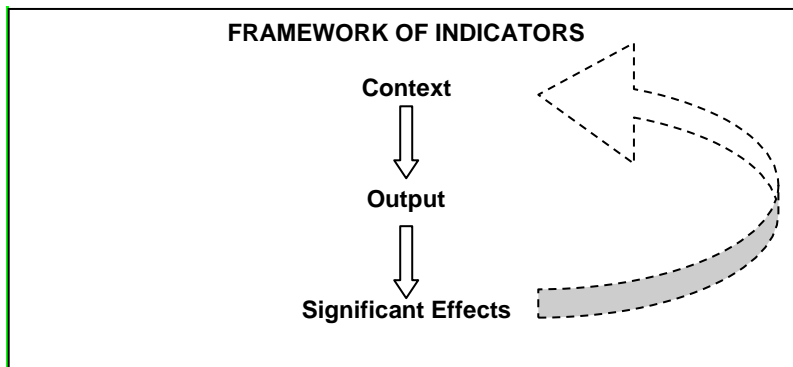 FRAMEWORK OF INDICATORS
Context
Output
Significant Effects